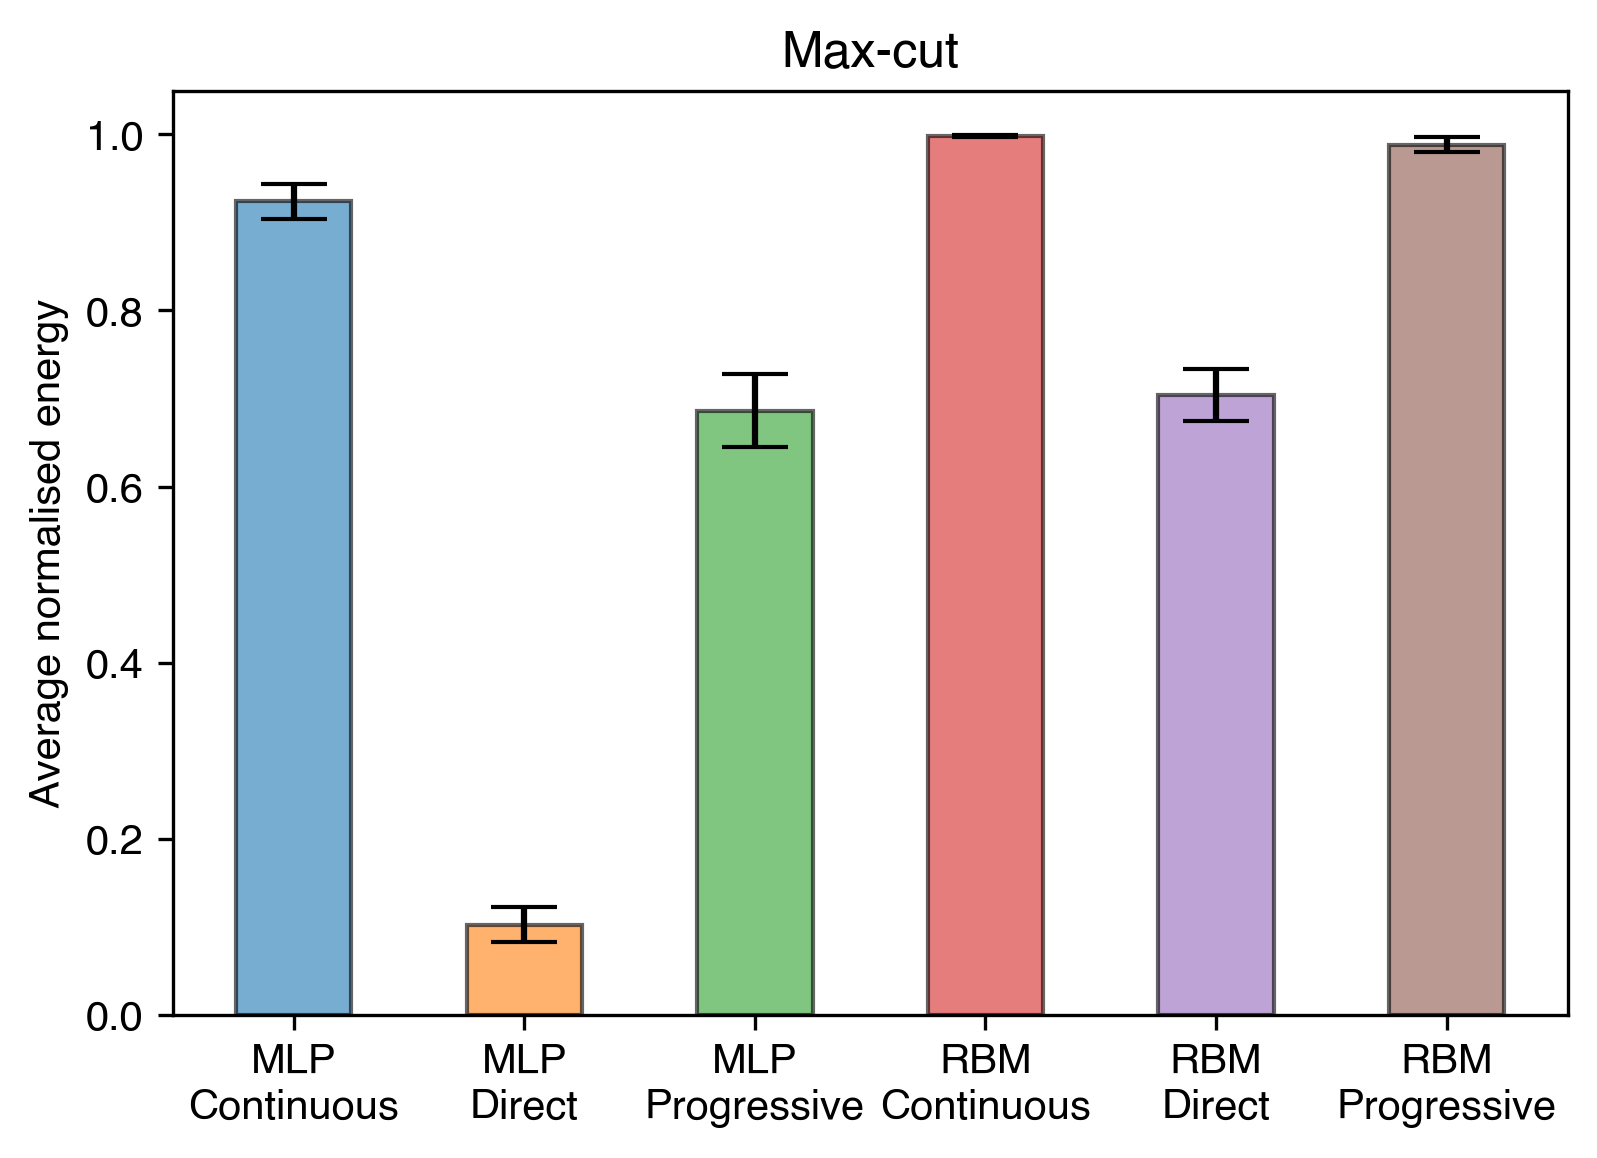 Max-cut
Average normalised energy
1.0
0.8
0.6
0.4
0.2
0.0
MLP Continuous
MLP Direct
MLP Progressive
RBM Continuous
RBM Direct
RBM Progressive